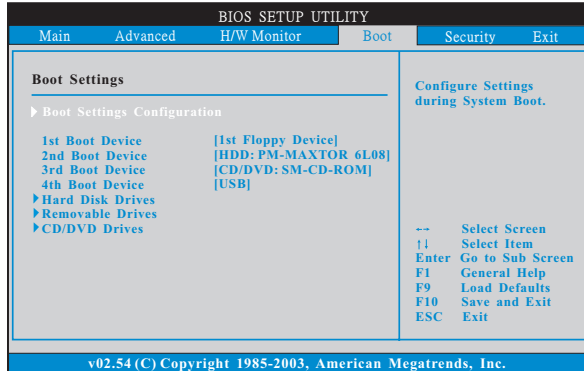 BIOS SETUP UTILITY
Main Advanced H/W Monitor Boot Security Exit
Boot Settings
Boot Settings Configuration
1st Boot Device [1st Floppy Device]
2nd Boot Device [HDD: PM-MAXTOR 6L08]
3rd Boot Device [CD/DVD: SM-CD-ROM]
4th Boot Device [USB]
Hard Disk Drives
Removable Drives
CD/DVD Drives
Configure Settings
during System Boot.
←→ Select Screen
↑↓ Select Item
Enter Go to Sub Screen
F1 General Help
F9 Load Defaults
F10 Save and Exit
ESC Exit
v02.54 (C) Copyright 1985-2003, American Megatrends, Inc.